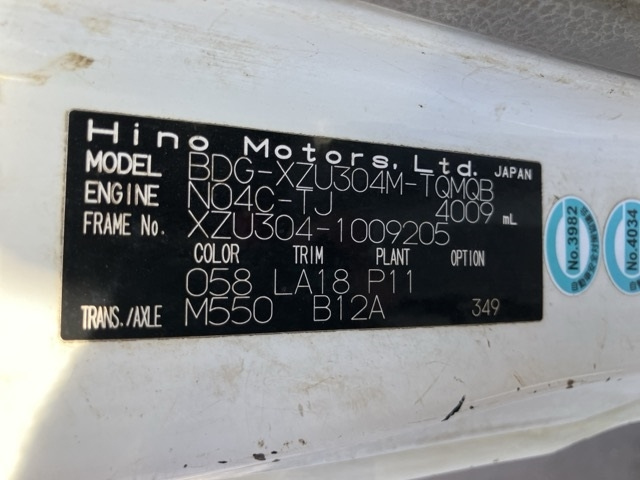 Hino Motors, Ltd. JAPAN
MODEL BDG-XZU304M-TQMQB
ENGINE N04C-TJ 4009 mL
FRAME No. XZU304-1009205
COLOR TRIM PLANT OPTION
058 LA18 P11
TRANS./AXLE M550 B12A 349
No.3982
No.4034